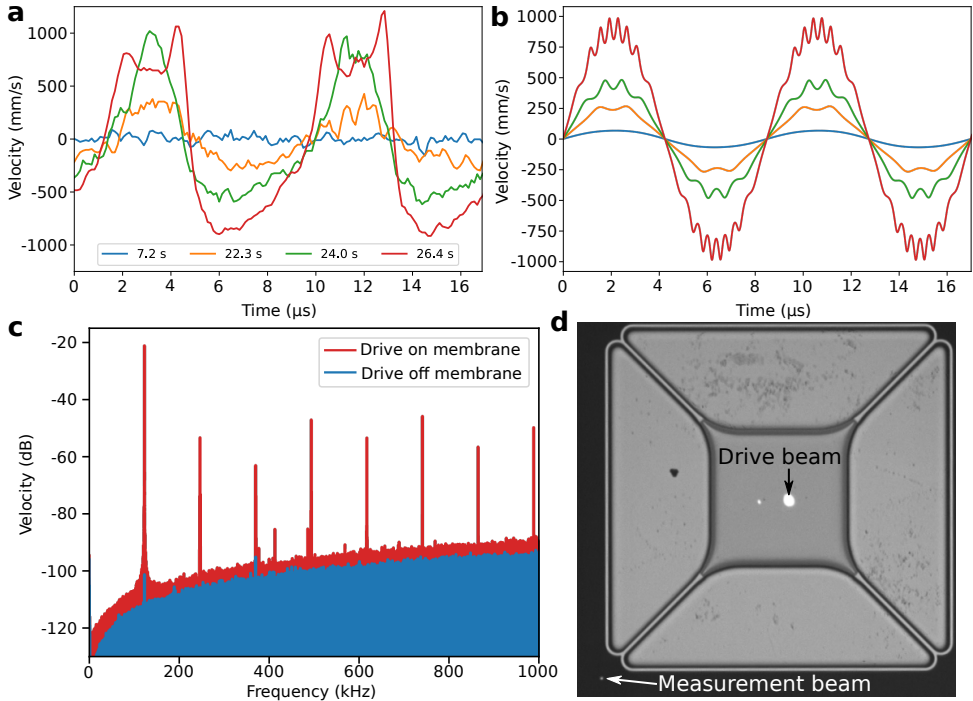 a
Velocity (mm/s)
1000
500
0
-500
-1000
7.2 s
22.3 s
24.0 s
26.4 s
0 2 4 6 8 10 12 14 16
Time (μs)
b
Velocity (mm/s)
1000
750
500
250
0
-250
-500
-750
-1000
0 2 4 6 8 10 12 14 16
Time (μs)
c
Velocity (dB)
-20
-40
-60
-80
-100
-120
Drive on membrane
Drive off membrane
0 200 400 600 800 1000
Frequency (kHz)
d
Drive beam
Measurement beam